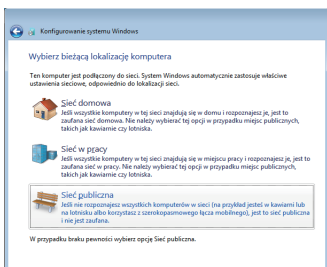 Konfigurowanie systemu Windows
Wybierz bieżącą lokalizację komputera
Ten komputer jest podłączony do sieci. System Windows automatycznie zastosuje właściwe
ustawienia sieciowe, odpowiednio do lokalizacji sieci.
Sieć domowa
Jeśli wszystkie komputery w tej sieci znajdują się w domu i rozpoznajesz je, jest to
zaufana sieć domowa. Nie należy wybierać tej opcji w przypadku miejsc publicznych,
takich jak kawiarnie czy lotniska.
Sieć w pracy
Jeśli wszystkie komputery w tej sieci znajdują się w miejscu pracy i rozpoznajesz je, jest to
zaufana sieć w pracy. Nie należy wybierać tej opcji w przypadku miejsc publicznych,
takich jak kawiarnie czy lotniska.
Sieć publiczna
Jeśli nie rozpoznajesz wszystkich komputerów w sieci (na przykład jesteś w kawiarni lub
na lotnisku albo korzystasz z szerokopasmowego łącza mobilnego), jest to sieć publiczna
i nie jest zaufana.
W przypadku braku pewności wybierz opcję Sieć publiczna.